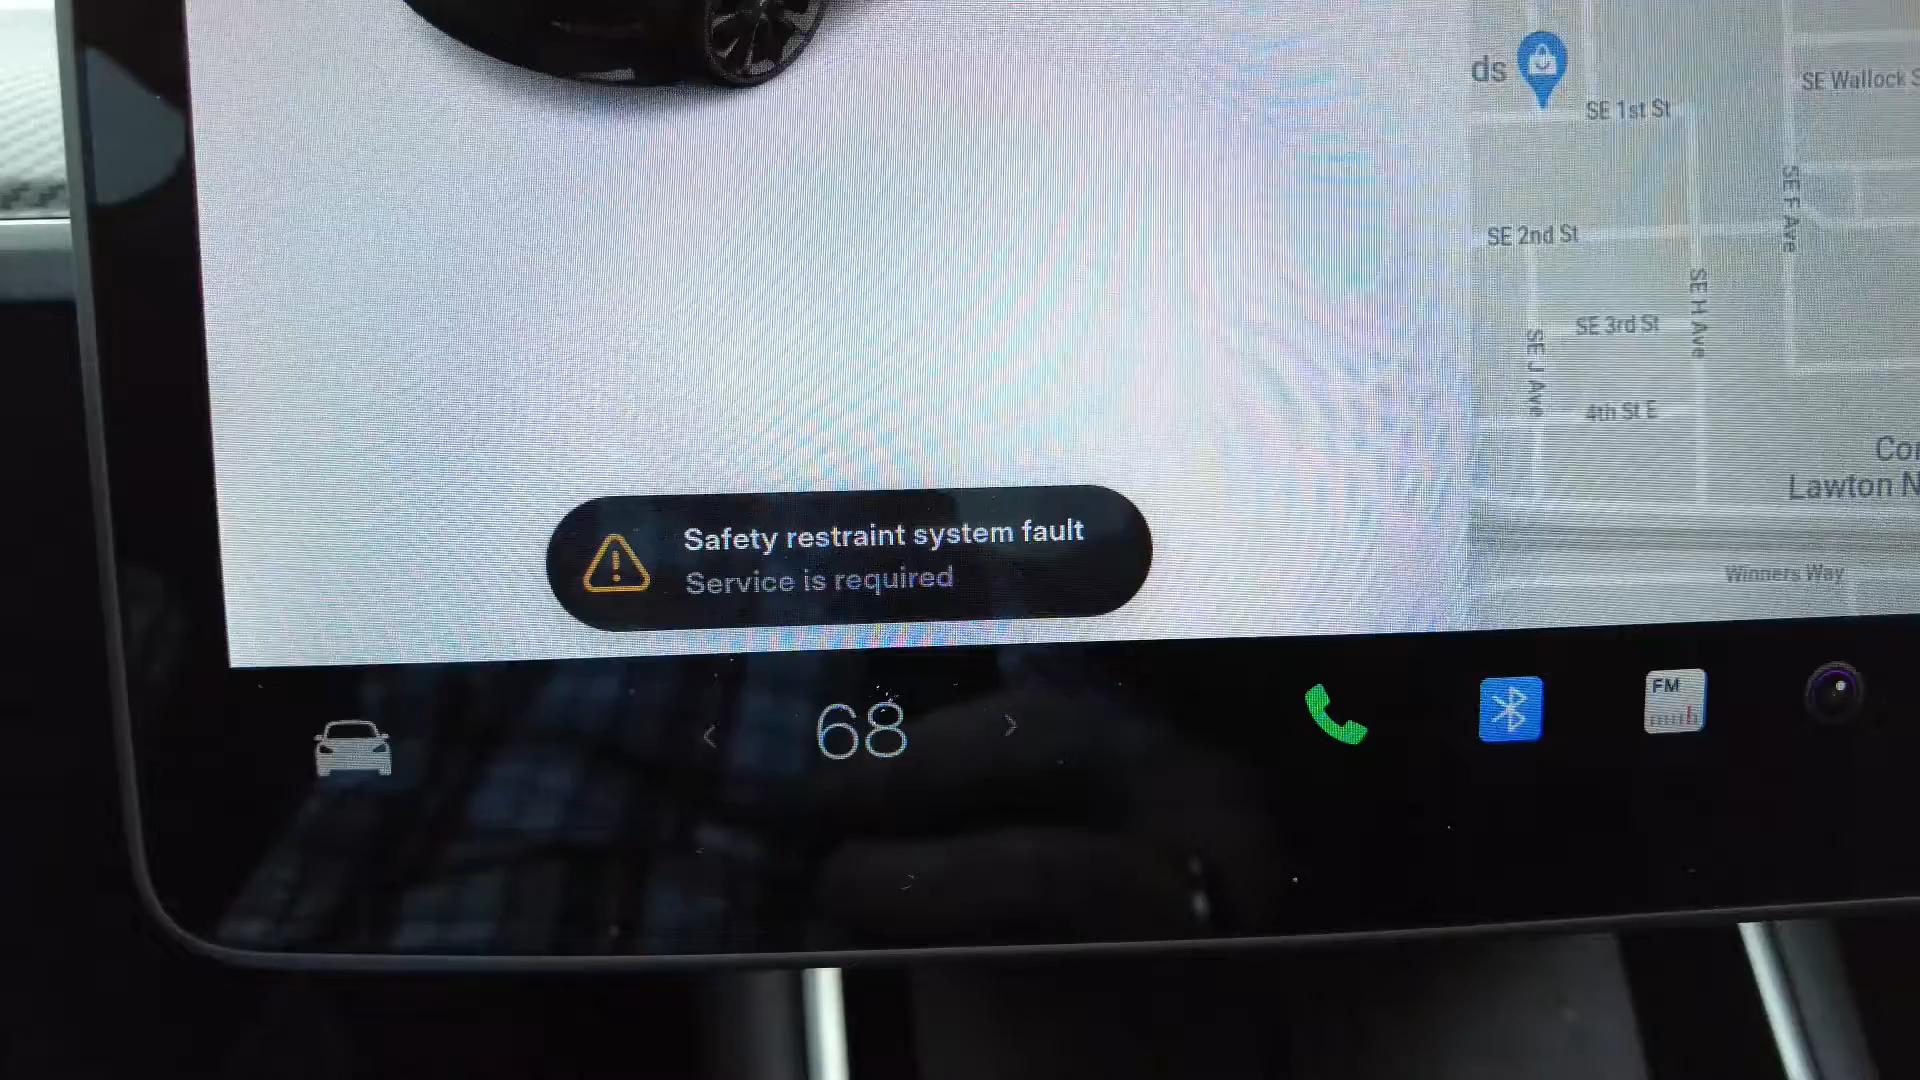 ds
SE 1st St
SE Wallock S
SE F Ave
SE 2nd St
SE H Ave
SE 3rd St
SE J Ave
4th St E
Cor
Lawton N
Winners Way
Safety restraint system fault
Service is required
68
FM